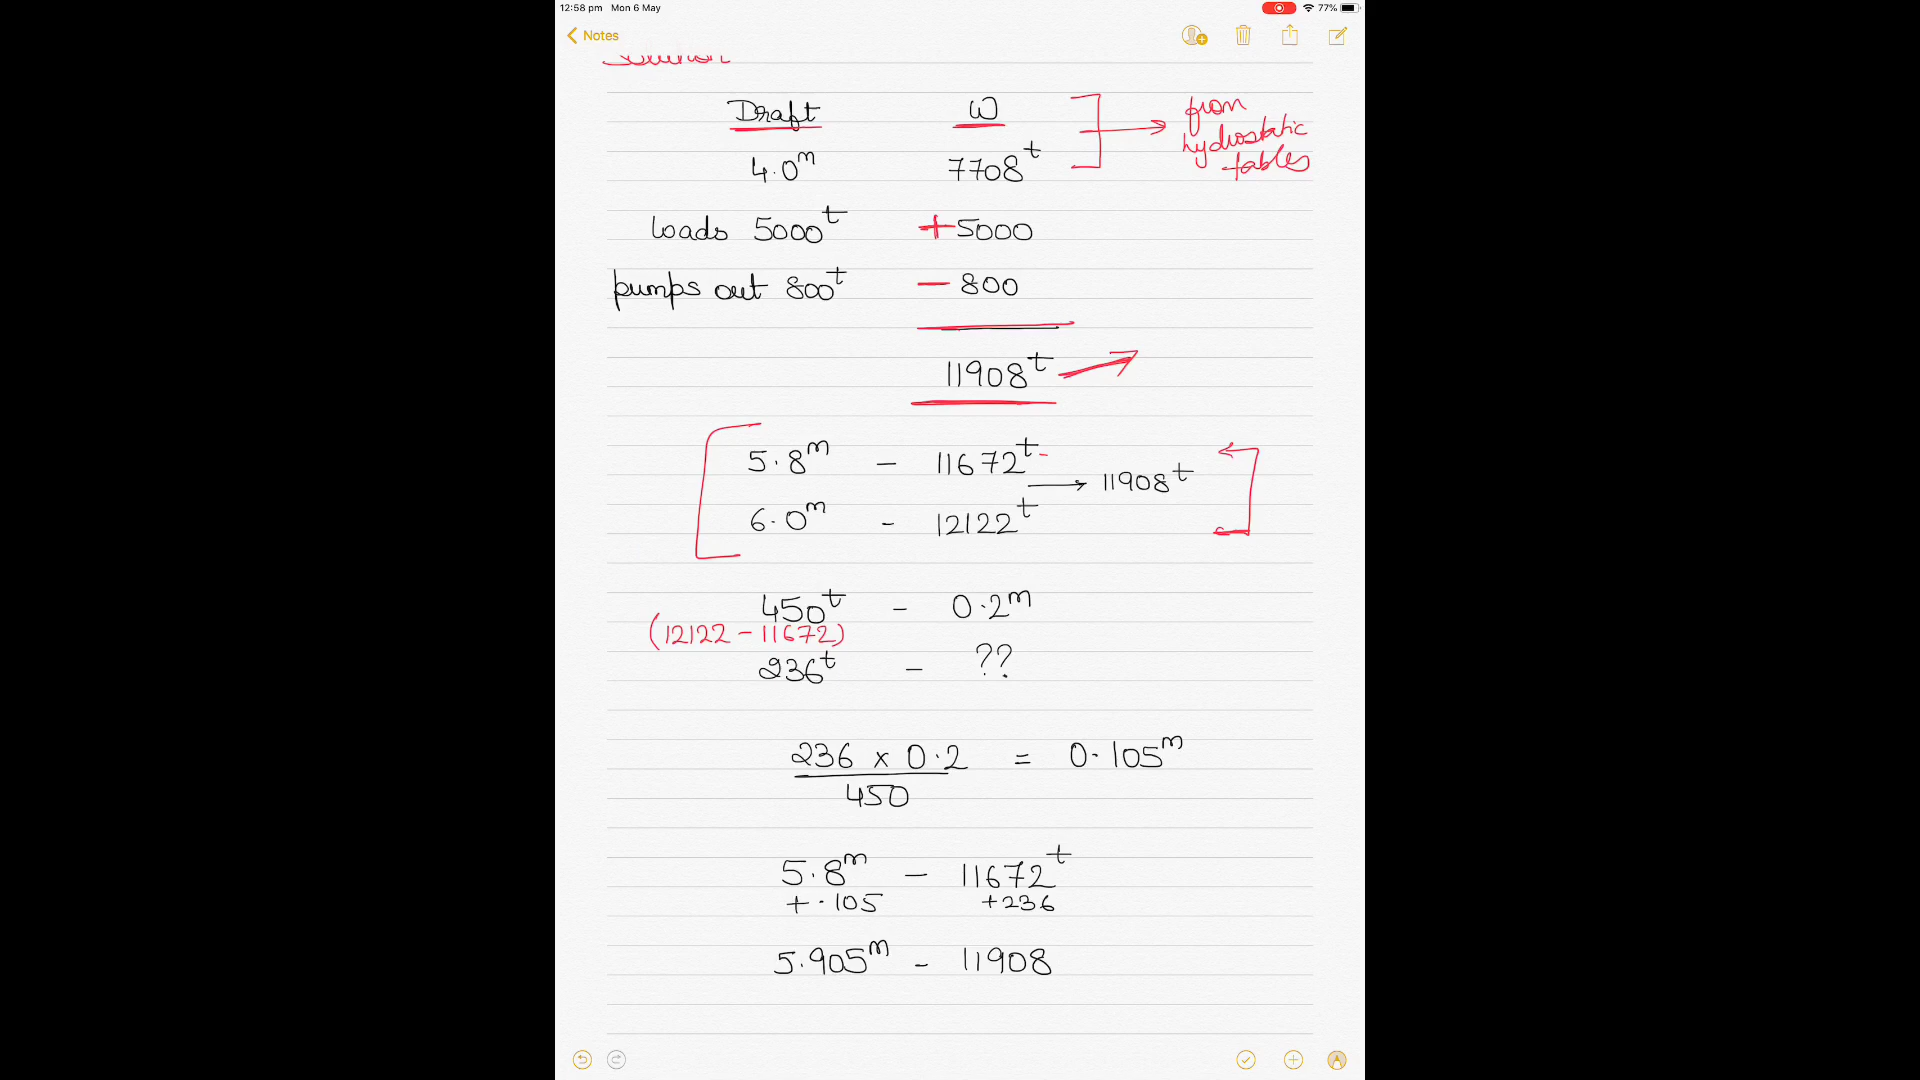 12:58 pm Mon 6 May 77%
Notes
Solution
Draft W
from hydrostatic tables
4.0m 7708t
loads 5000t +5000
pumps out 800t - 800
11908t
5.8m - 11672t
→ 11908t
6.0m - 12122t
450t - 0.2m
(12122 - 11672)
236t - ??
236 x 0.2 = 0.105m
450
5.8m - 11672t
+ .105 +236
5.905m - 11908